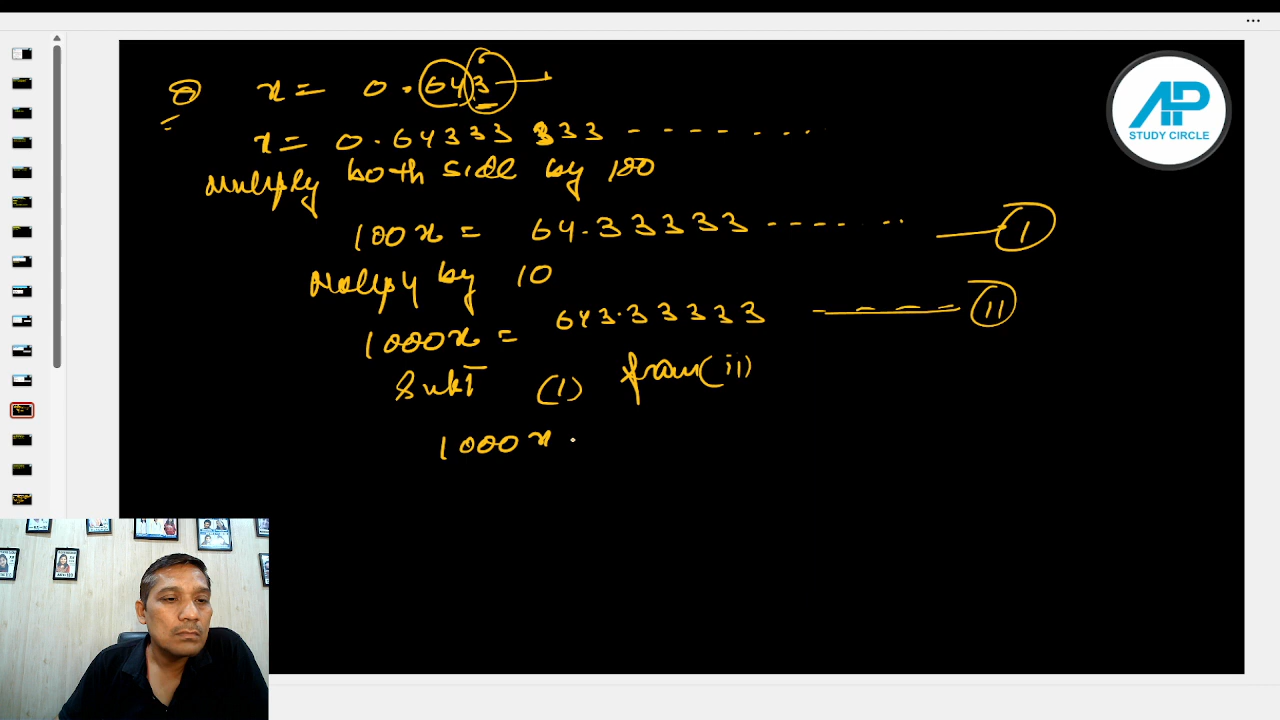 Q x = 0.643̇
x = 0.64333 333 - - - - - - . . .
Multiply both side by 100
100x = 64.33333 - - - - - . . . — (I)
Multiply by 10
1000x = 643.33333 - - - - (II)
Subt (I) from (ii)
1000x
AP
STUDY CIRCLE